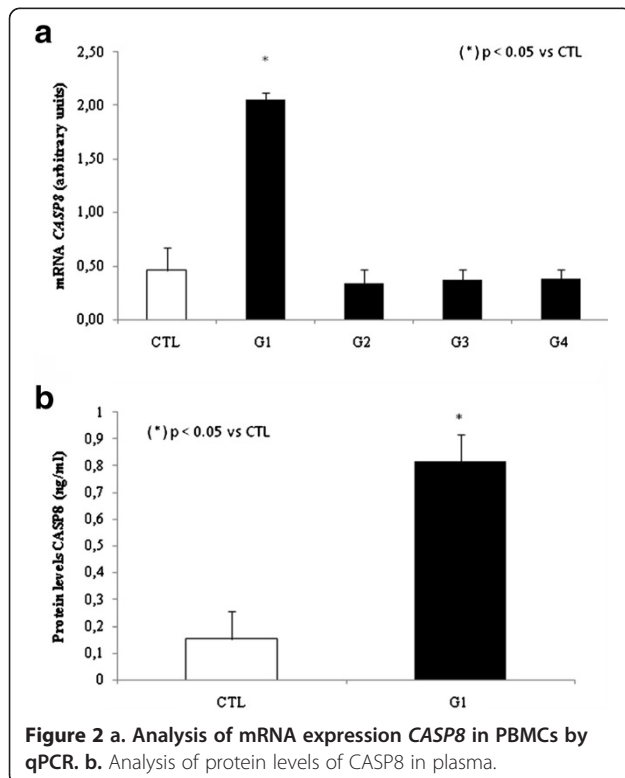 a
2,50
2,00
1,50
1,00
0,50
0,00
mRNA CASP8 (arbitrary units)
*
(*) p < 0.05 vs CTL
CTL G1 G2 G3 G4
b
1
0,9
0,8
0,7
0,6
0,5
0,4
0,3
0,2
0,1
0
Protein levels CASP8 (ng/ml)
(*) p < 0.05 vs CTL
*
CTL G1
Figure 2 a. Analysis of mRNA expression CASP8 in PBMCs by
qPCR. b. Analysis of protein levels of CASP8 in plasma.